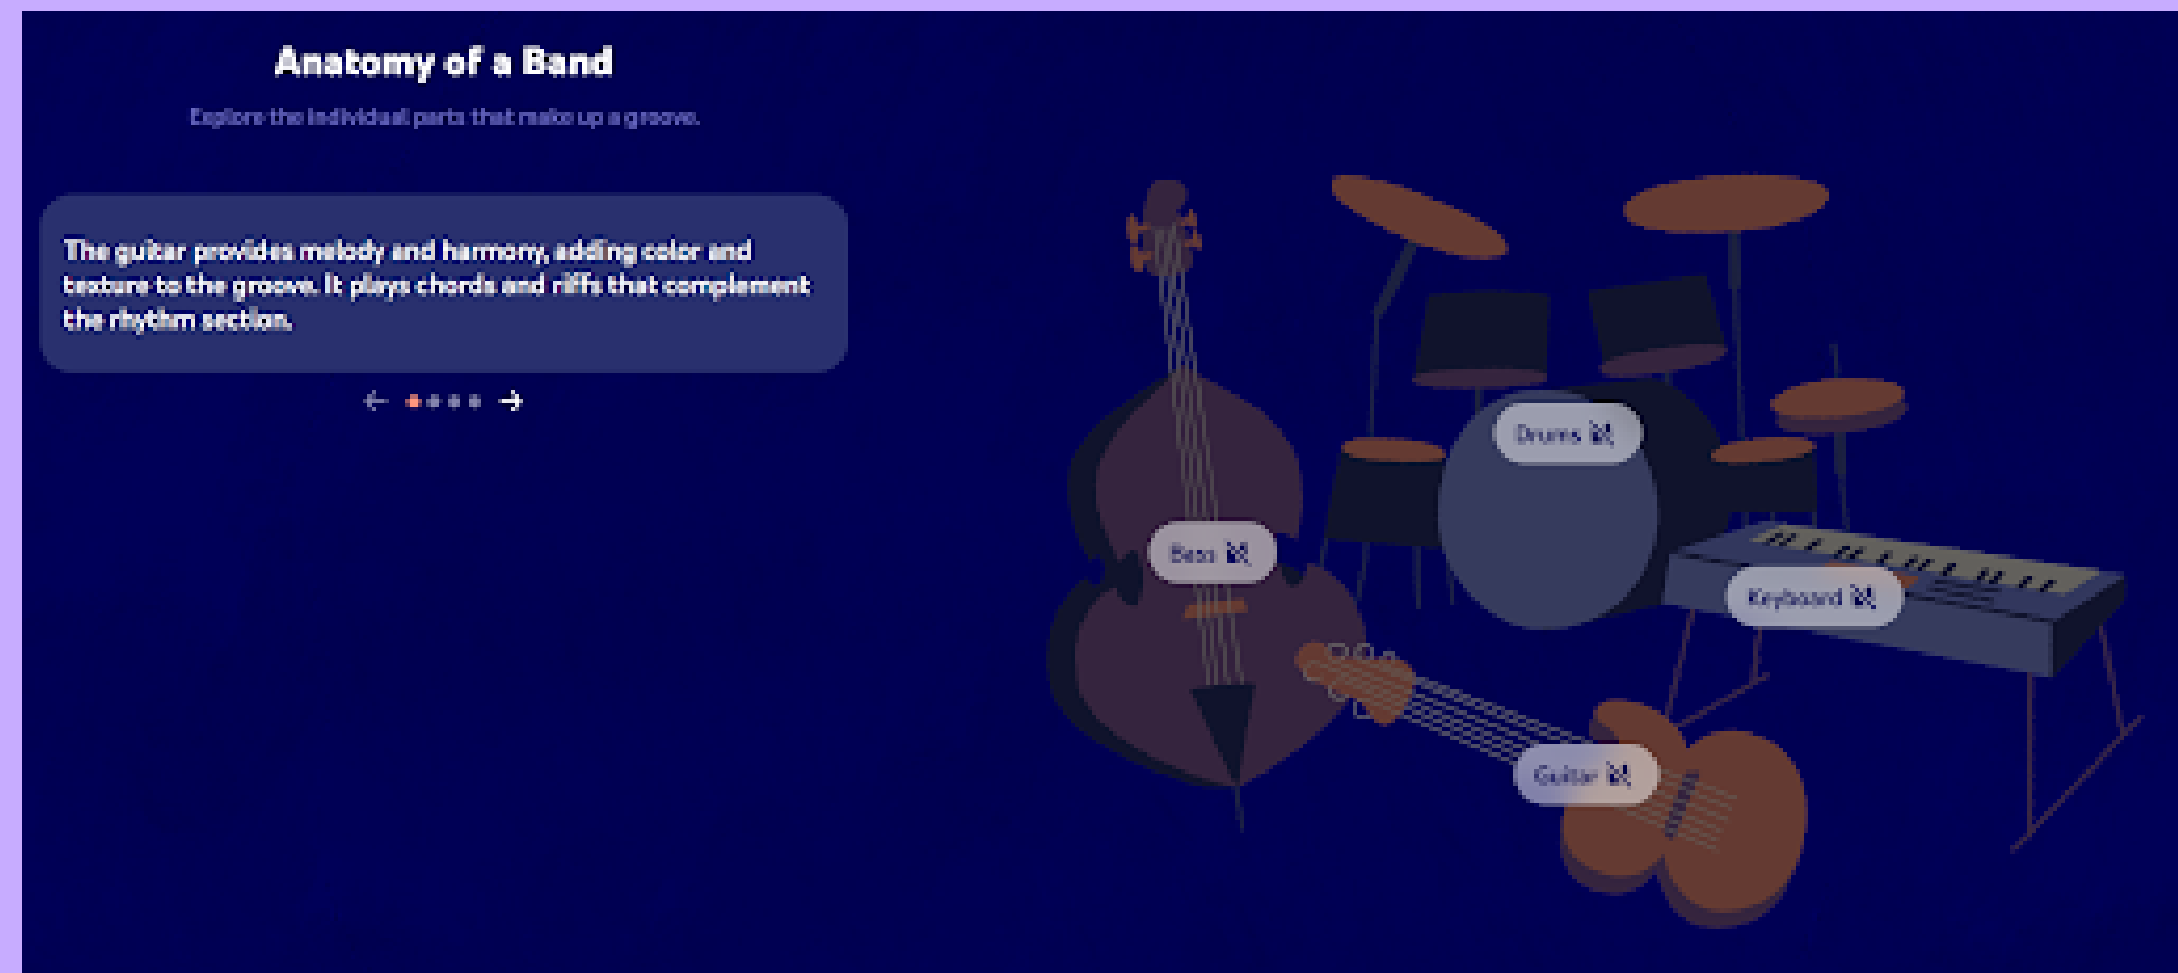 Anatomy of a Band
Explore the individual parts that make up a groove.
The guitar provides melody and harmony, adding color and
texture to the groove. It plays chords and riffs that complement
the rhythm section.
Drums
Bass
Keyboard
Guitar